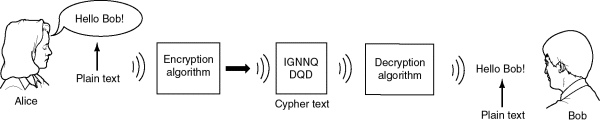 Hello Bob!
Plain text
Alice
Encryption
algorithm
IGNNQ
DQD
Cypher text
Decryption
algorithm
Hello Bob!
Plain text
Bob